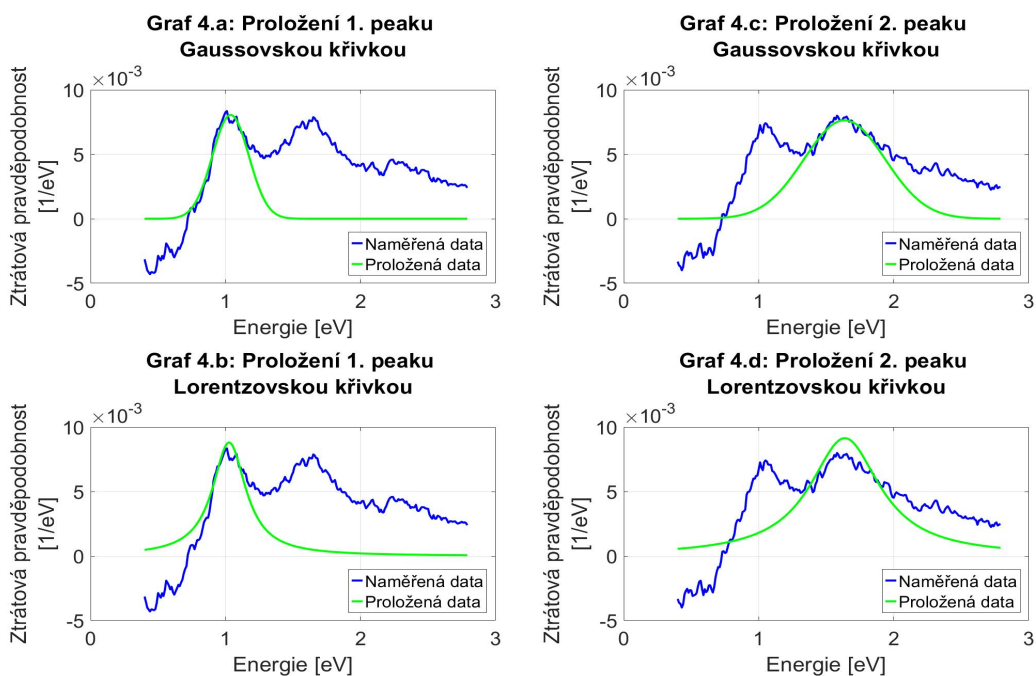 Graf 4.a: Proložení 1. peaku
Gaussovskou křivkou
×10⁻³
10
5
0
-5
0
1
2
3
Ztrátová pravděpodobnost
[1/eV]
Energie [eV]
Naměřená data
Proložená data
Graf 4.c: Proložení 2. peaku
Gaussovskou křivkou
×10⁻³
10
5
0
-5
0
1
2
3
Ztrátová pravděpodobnost
[1/eV]
Energie [eV]
Naměřená data
Proložená data
Graf 4.b: Proložení 1. peaku
Lorentzovskou křivkou
×10⁻³
10
5
0
-5
0
1
2
3
Ztrátová pravděpodobnost
[1/eV]
Energie [eV]
Naměřená data
Proložená data
Graf 4.d: Proložení 2. peaku
Lorentzovskou křivkou
×10⁻³
10
5
0
-5
0
1
2
3
Ztrátová pravděpodobnost
[1/eV]
Energie [eV]
Naměřená data
Proložená data